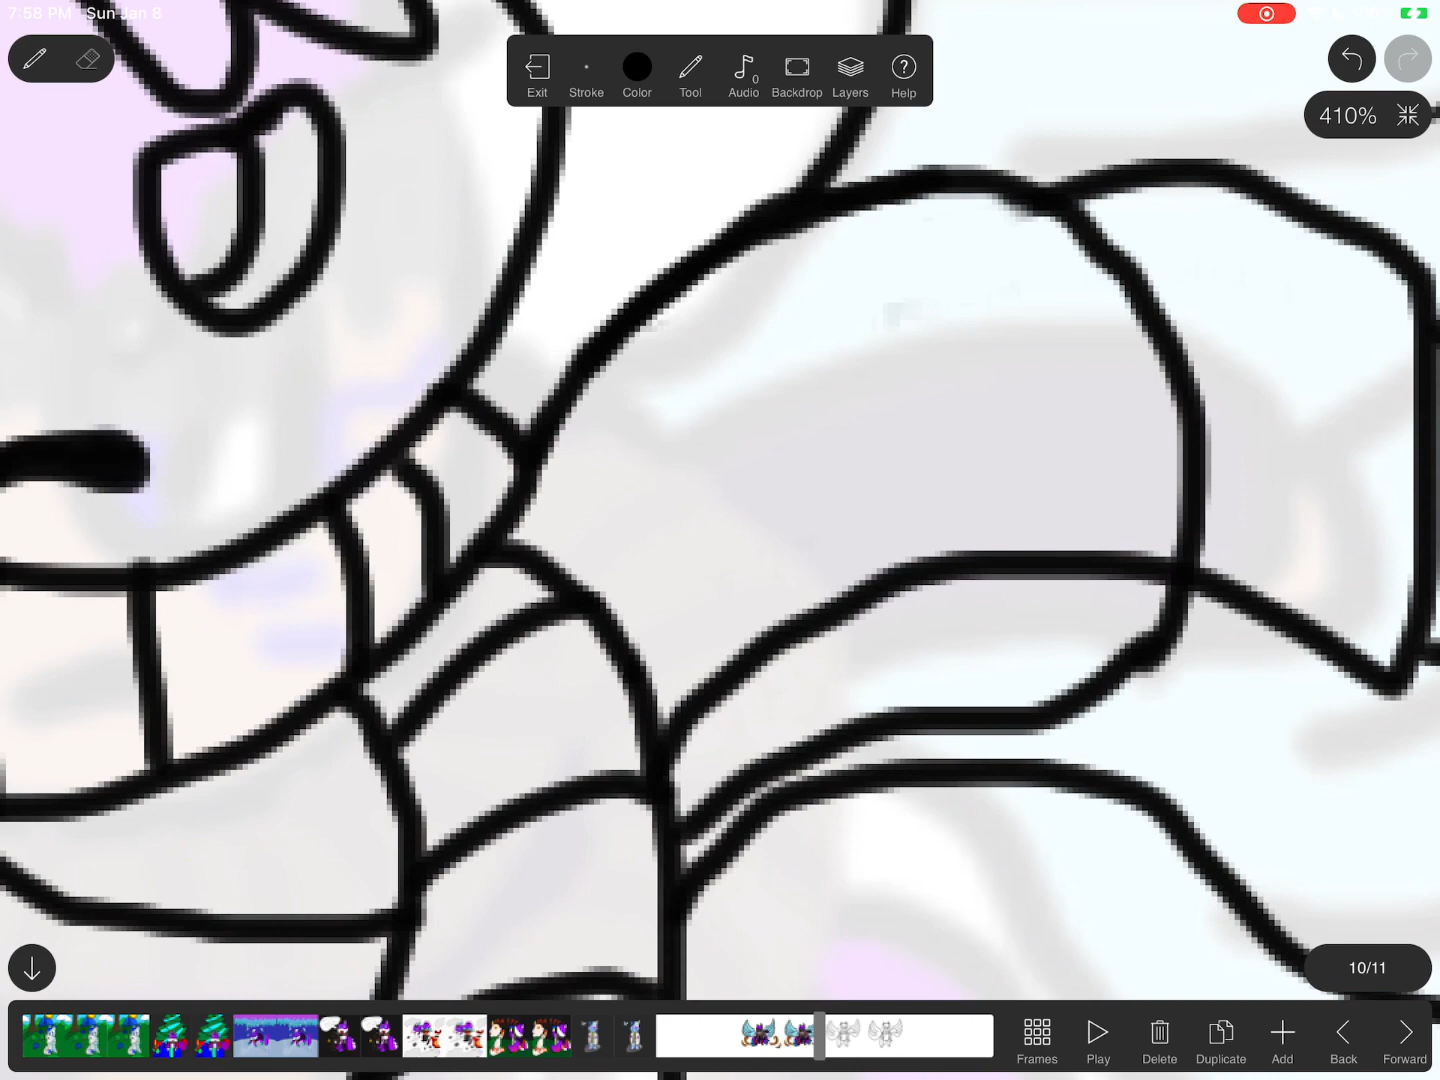 7:58 PM Sun Jan 8
Exit
Stroke
Color
Tool
0
Audio
Backdrop
Layers
Help
410%
10/11
Frames
Play
Delete
Duplicate
Add
Back
Forward